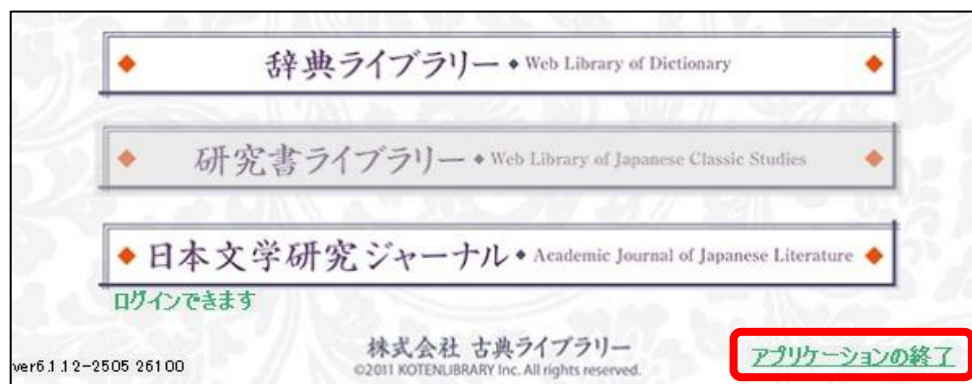 辞典ライブラリー◆Web Library of Dictionary
研究書ライブラリー◆Web Library of Japanese Classic Studies
日本文学研究ジャーナル◆Academic Journal of Japanese Literature
ログインできます
株式会社 古典ライブラリー
©2011 KOTENLIBRARY Inc. All rights reserved.
ver6.1.12-2505 26100
アプリケーションの終了